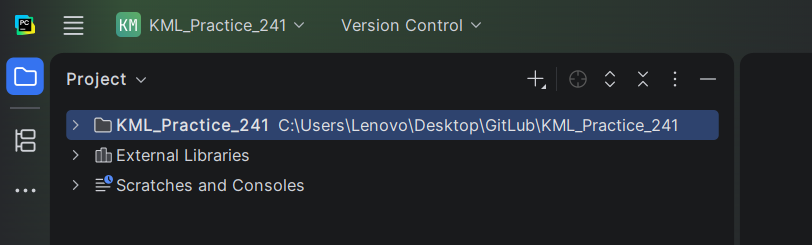 PC
KM KML_Practice_241 Version Control
Project
KML_Practice_241 C:\Users\Lenovo\Desktop\GitLub\KML_Practice_241
External Libraries
Scratches and Consoles